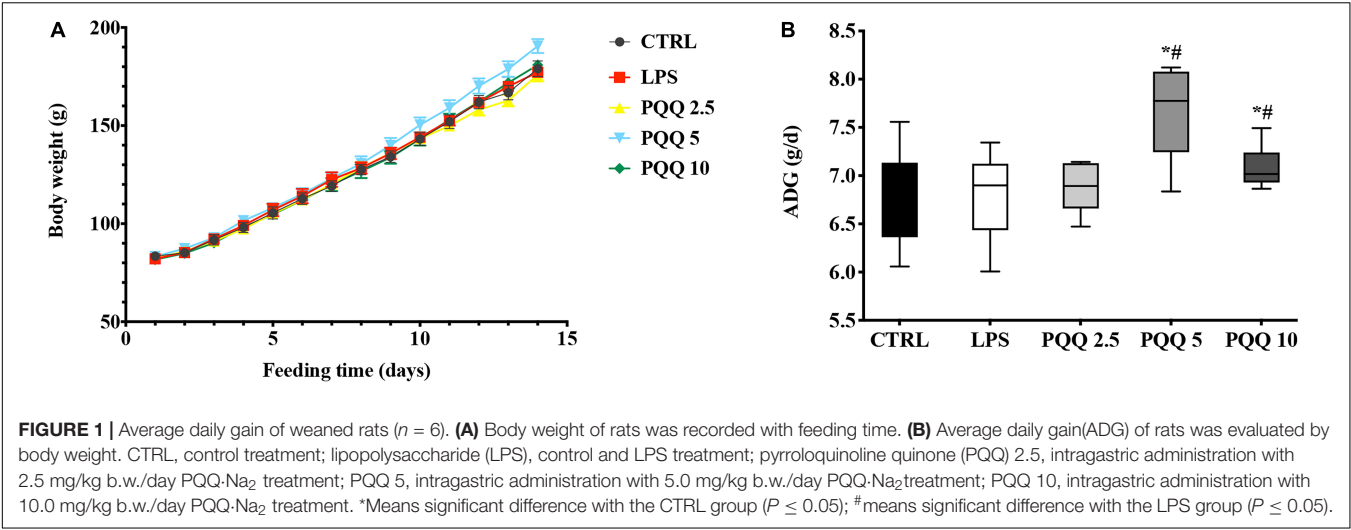 A
200
150
100
50
0
5
10
15
Body weight (g)
Feeding time (days)
CTRL
LPS
PQQ 2.5
PQQ 5
PQQ 10
B
8.5
8.0
7.5
7.0
6.5
6.0
5.5
ADG (g/d)
*#
*#
CTRL
LPS
PQQ 2.5
PQQ 5
PQQ 10
FIGURE 1 | Average daily gain of weaned rats (n = 6). (A) Body weight of rats was recorded with feeding time. (B) Average daily gain(ADG) of rats was evaluated by
body weight. CTRL, control treatment; lipopolysaccharide (LPS), control and LPS treatment; pyrroloquinoline quinone (PQQ) 2.5, intragastric administration with
2.5 mg/kg b.w./day PQQ·Na₂ treatment; PQQ 5, intragastric administration with 5.0 mg/kg b.w./day PQQ·Na₂treatment; PQQ 10, intragastric administration with
10.0 mg/kg b.w./day PQQ·Na₂ treatment. *Means significant difference with the CTRL group (P ≤ 0.05); #means significant difference with the LPS group (P ≤ 0.05).